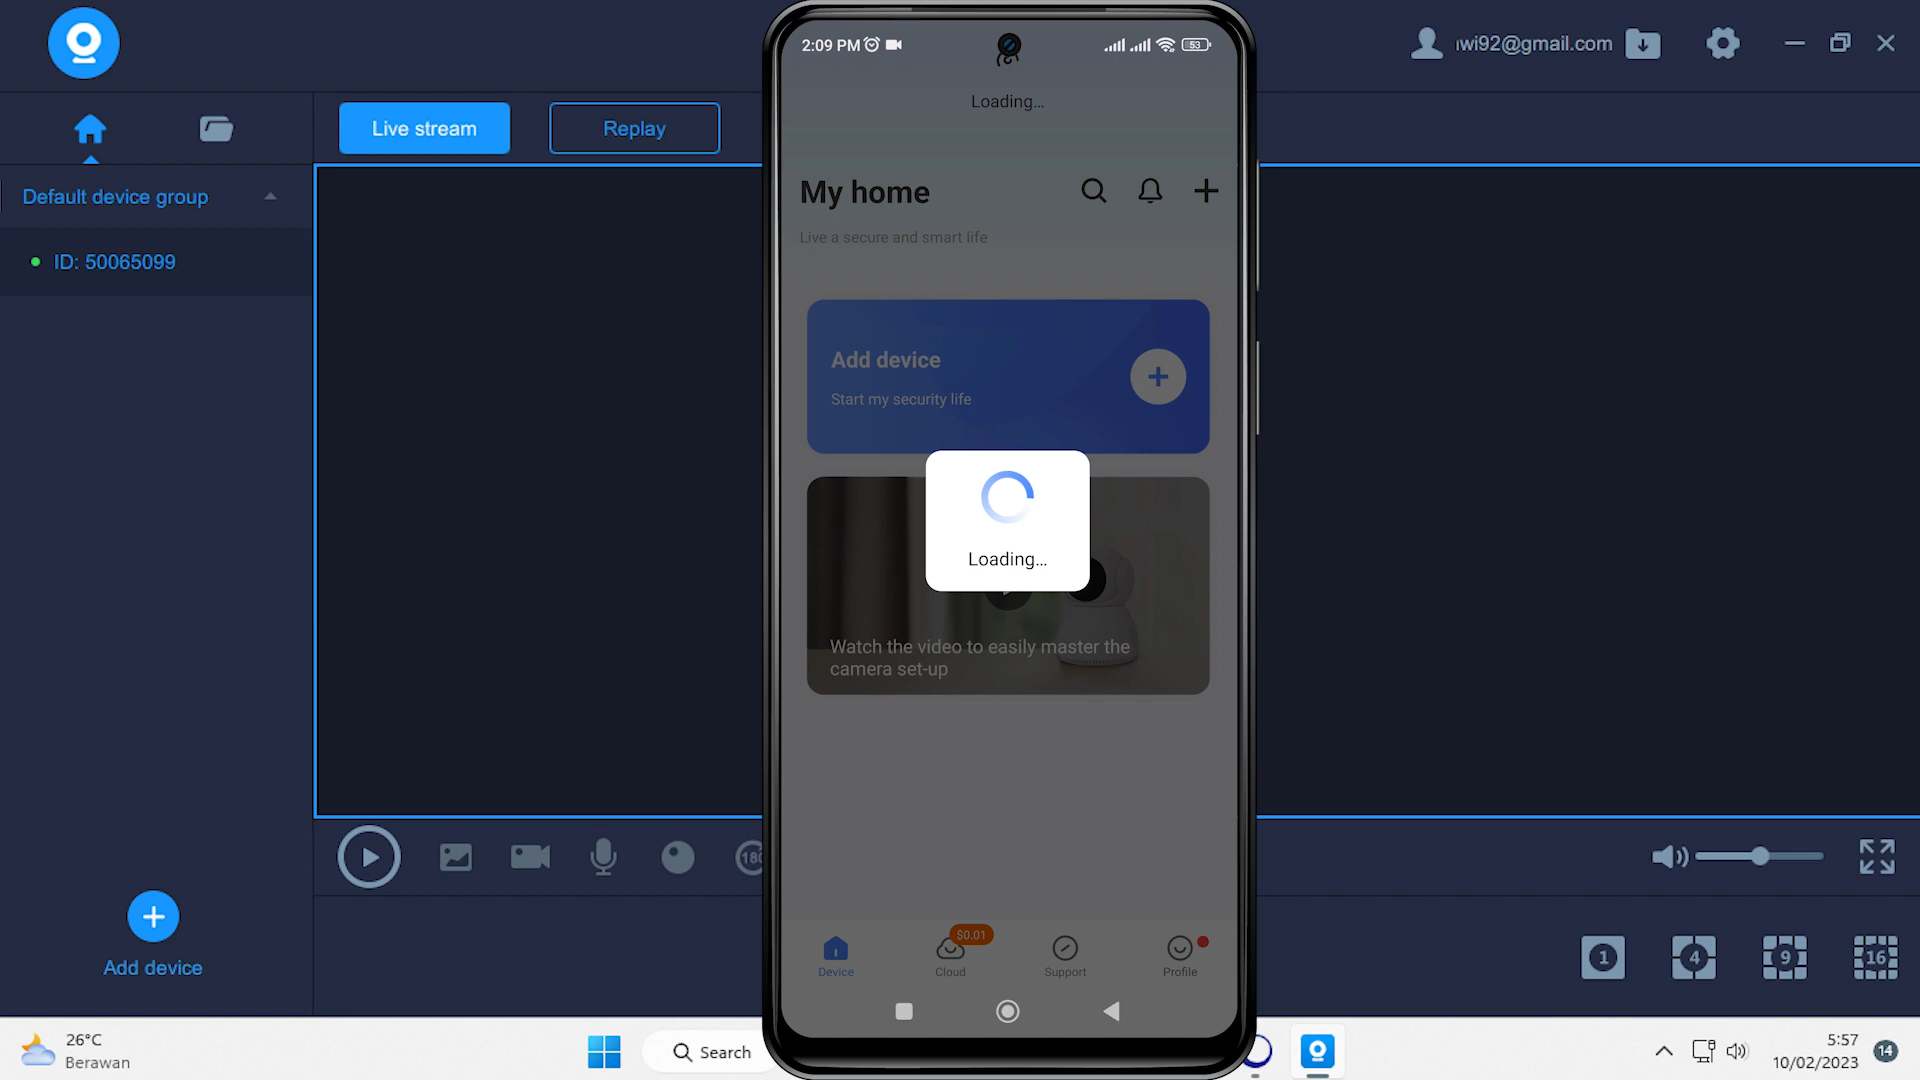 ıwi92@gmail.com
Live stream
Replay
Default device group
ID: 50065099
2:09 PM
53
Loading...
My home
Live a secure and smart life
Add device
Start my security life
Loading...
Watch the video to easily master the
camera set-up
$0.01
Device
Cloud
Support
Profile
180
Add device
1
4
9
16
26°C
Berawan
Search
5:57
10/02/2023
14